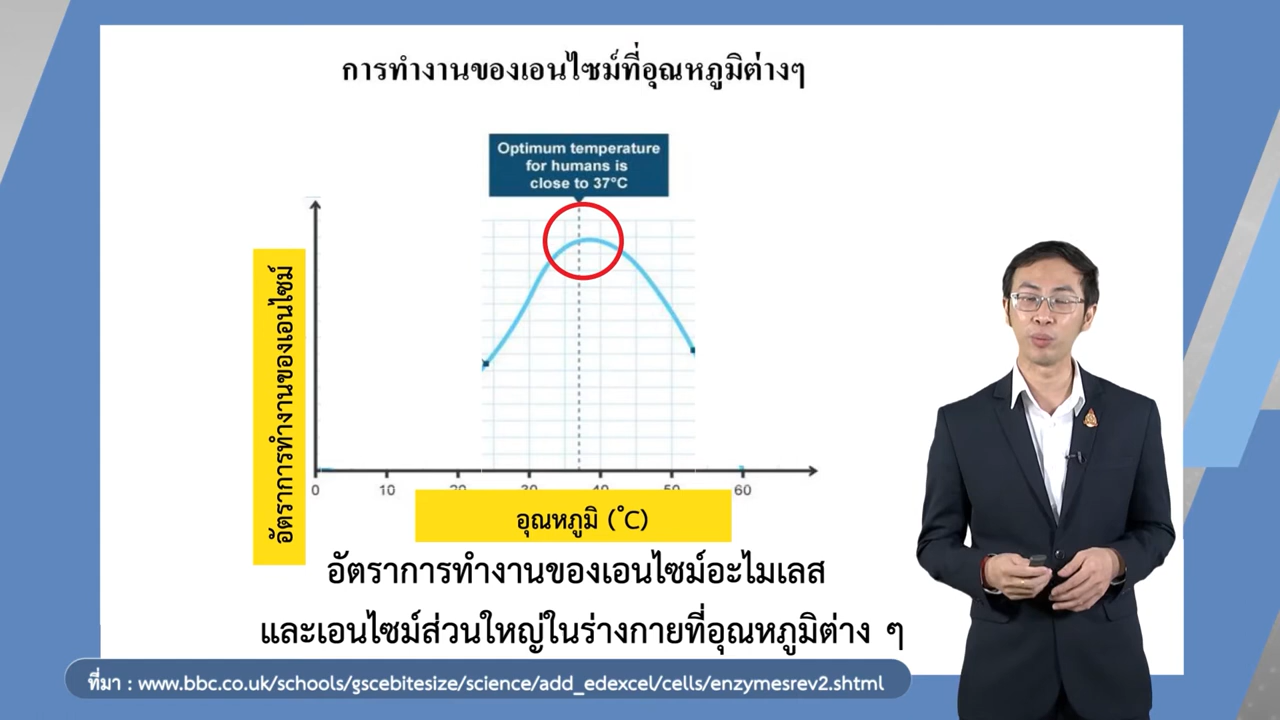 การทำงานของเอนไซม์ที่อุณหภูมิต่างๆ
Optimum temperature
for humans is
close to 37°C
อัตราการทำงานของเอนไซม์
0 10 20 30 40 50 60
อุณหภูมิ (˚C)
อัตราการทำงานของเอนไซม์อะไมเลส
และเอนไซม์ส่วนใหญ่ในร่างกายที่อุณหภูมิต่าง ๆ
ที่มา : www.bbc.co.uk/schools/gscebitesize/science/add_edexcel/cells/enzymesrev2.shtml